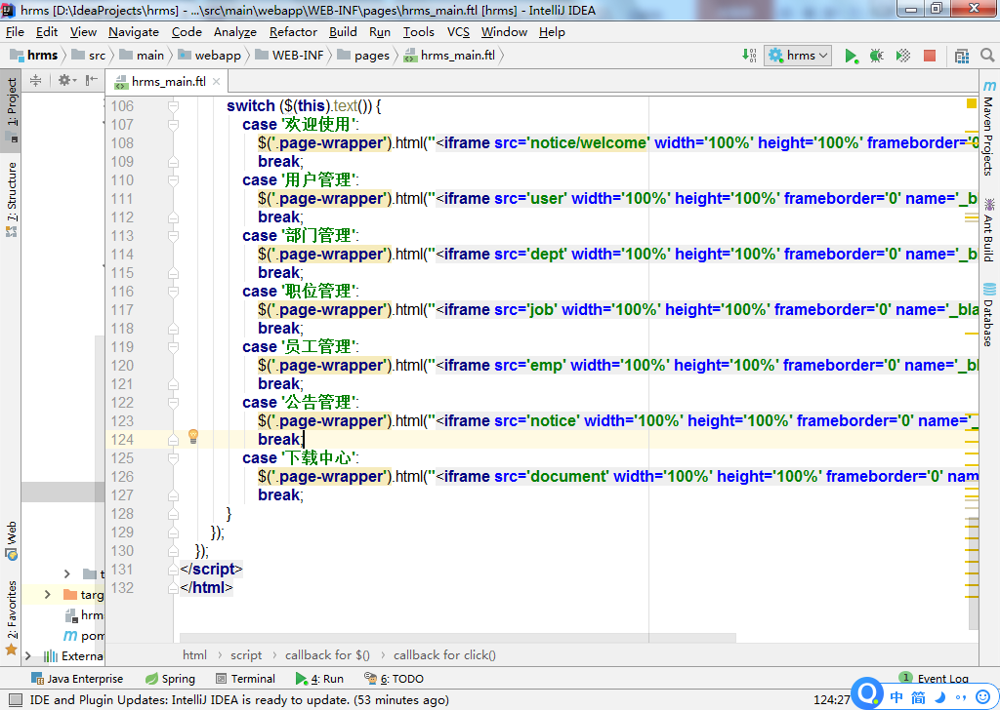 hrms [D:\IdeaProjects\hrms] - ...\src\main\webapp\WEB-INF\pages\hrms_main.ftl [hrms] - IntelliJ IDEA
File Edit View Navigate Code Analyze Refactor Build Run Tools VCS Window Help
hrms src main webapp WEB-INF pages hrms_main.ftl hrms
1: Project
7: Structure
Web
2: Favorites
hrms_main.ftl
106 switch ($(this).text()) {
107 case '欢迎使用':
108 $('.page-wrapper').html("<iframe src='notice/welcome' width='100%' height='100%' frameborder='0
109 break;
110 case '用户管理':
111 $('.page-wrapper').html("<iframe src='user' width='100%' height='100%' frameborder='0' name='_b
112 break;
113 case '部门管理':
114 $('.page-wrapper').html("<iframe src='dept' width='100%' height='100%' frameborder='0' name='_b
115 break;
116 case '职位管理':
117 $('.page-wrapper').html("<iframe src='job' width='100%' height='100%' frameborder='0' name='_bla
118 break;
119 case '员工管理':
120 $('.page-wrapper').html("<iframe src='emp' width='100%' height='100%' frameborder='0' name='_b
121 break;
122 case '公告管理':
123 $('.page-wrapper').html("<iframe src='notice' width='100%' height='100%' frameborder='0' name='_
124 break;
125 case '下载中心':
126 $('.page-wrapper').html("<iframe src='document' width='100%' height='100%' frameborder='0' nam
127 break;
128 }
129 });
130 });
131 </script>
132 </html>
t
targ
hrm
pom
Externa
Maven Projects
Ant Build
Database
html script callback for $() callback for click()
Java Enterprise Spring Terminal 4: Run 6: TODO 1 Event Log
IDE and Plugin Updates: IntelliJ IDEA is ready to update. (53 minutes ago) 124:27
中 简